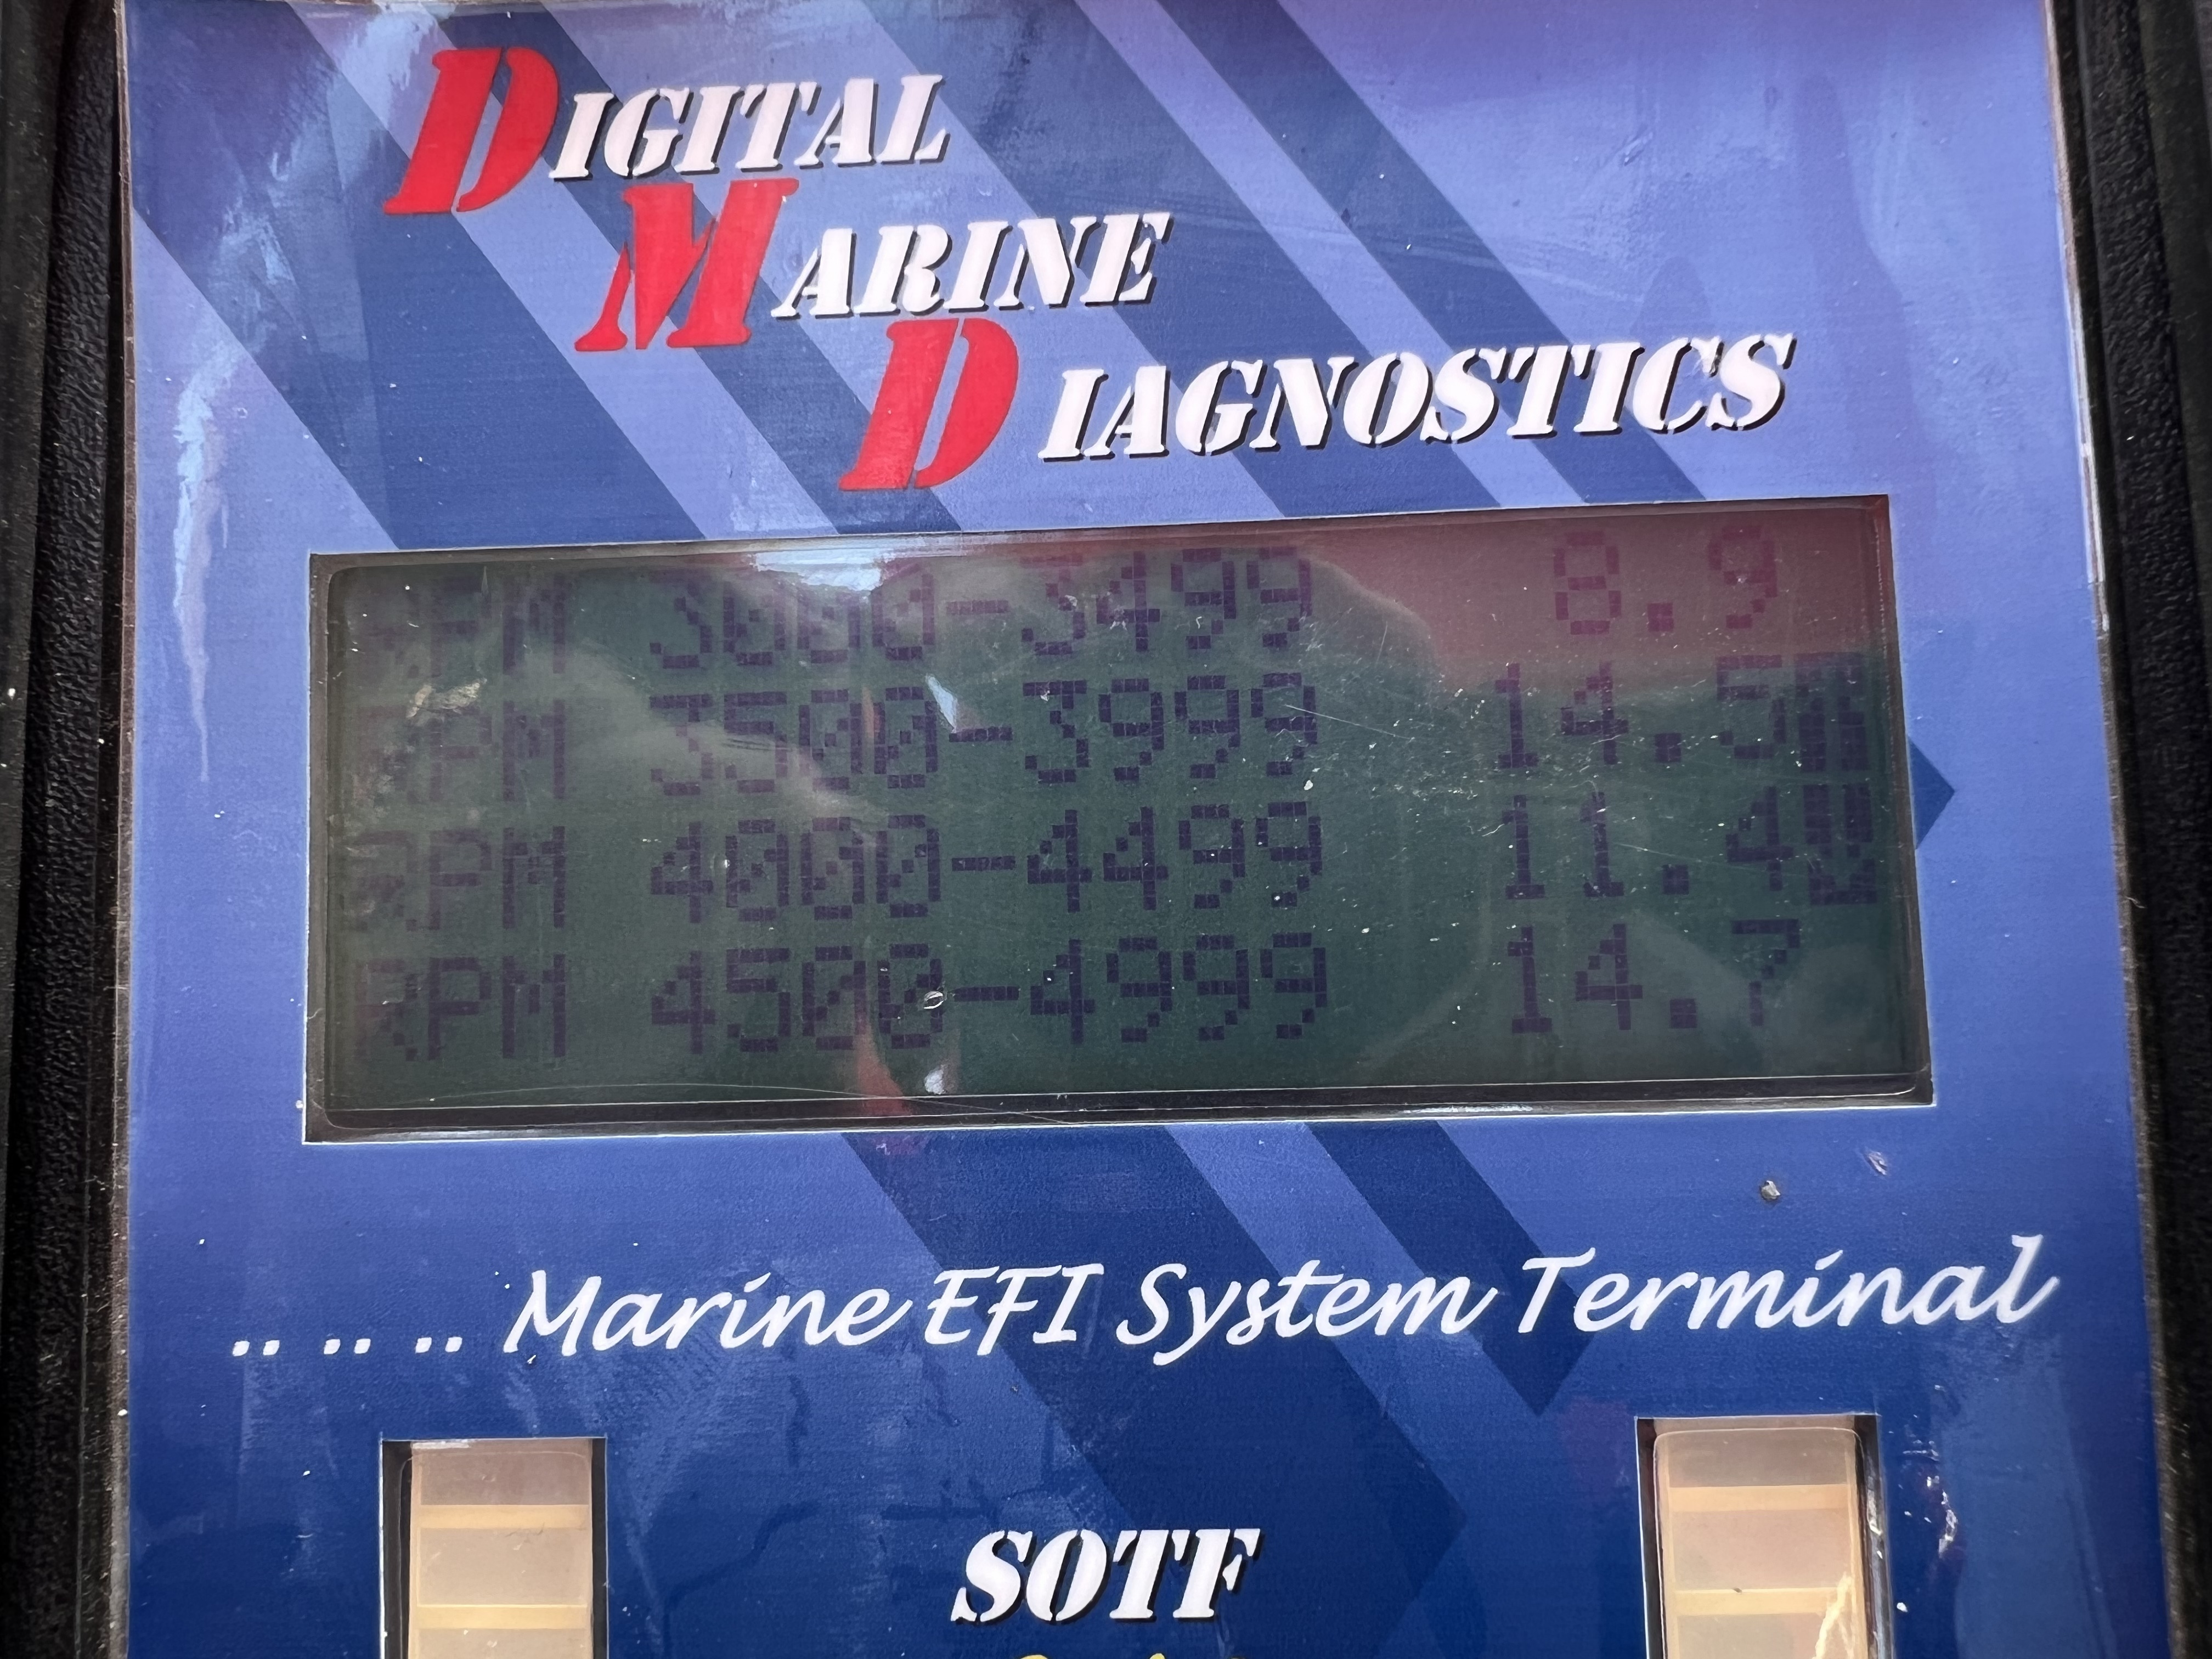 DIGITAL
MARINE
DIAGNOSTICS
RPM 3000-3499 8.9
RPM 3500-3999 14.5
RPM 4000-4499 11.4
RPM 4500-4999 14.7
.. .. .. Marine EFI System Terminal
SOTF